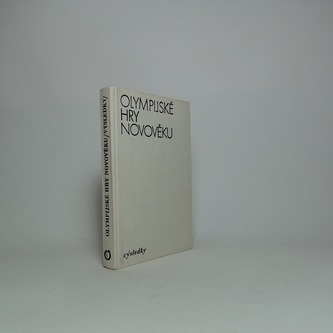 OLYMPIJSKÉ
HRY
NOVOVĚKU
výsledky
OLYMPIJSKÉ HRY NOVOVĚKU/VÝSLEDKY/